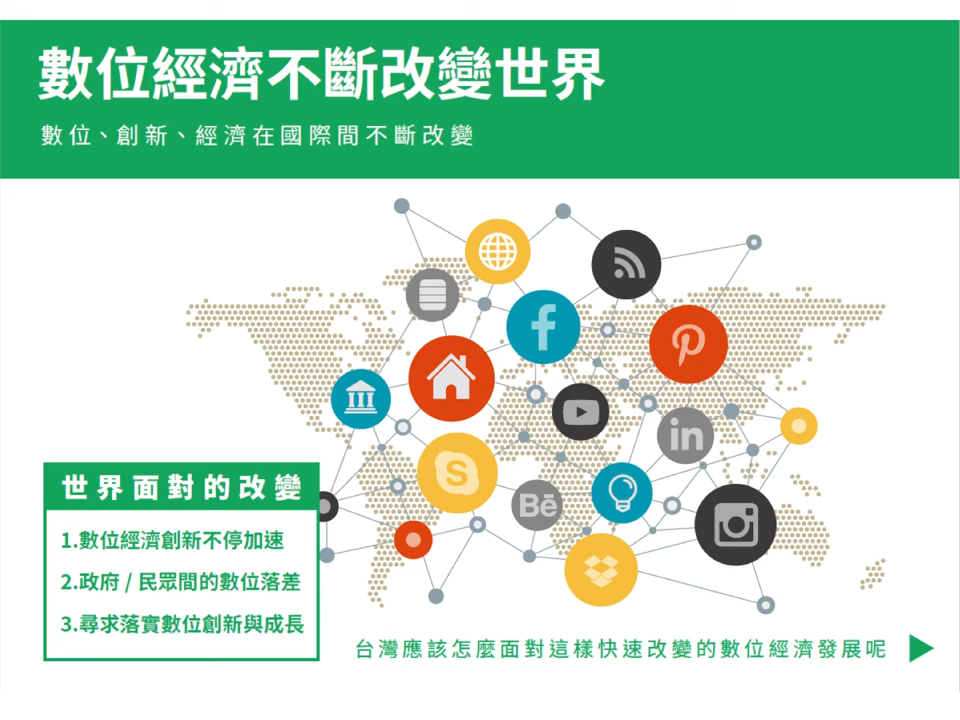 數位經濟不斷改變世界
數位、創新、經濟在國際間不斷改變
f
in
S
Bē
世界面對的改變
1.數位經濟創新不停加速
2.政府 / 民眾間的數位落差
3.尋求落實數位創新與成長
台灣應該怎麼面對這樣快速改變的數位經濟發展呢